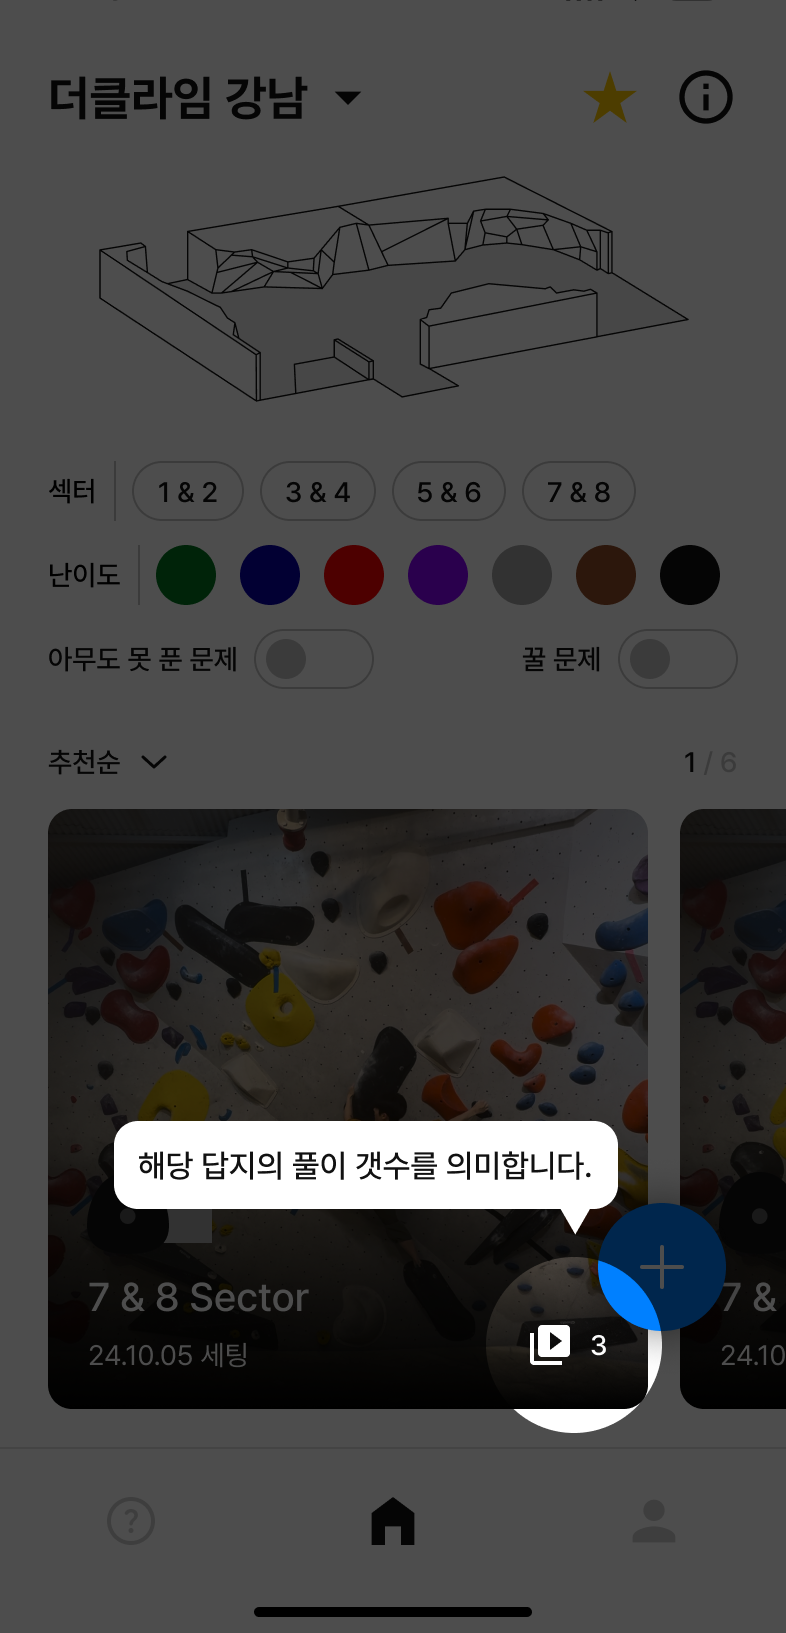 더클라임 강남
섹터 1 & 2 3 & 4 5 & 6 7 & 8
난이도
아무도 못 푼 문제 꿀 문제
추천순 1 / 6
해당 답지의 풀이 갯수를 의미합니다.
7 & 8 Sector 7 &
24.10.05 세팅 3 24.10
?